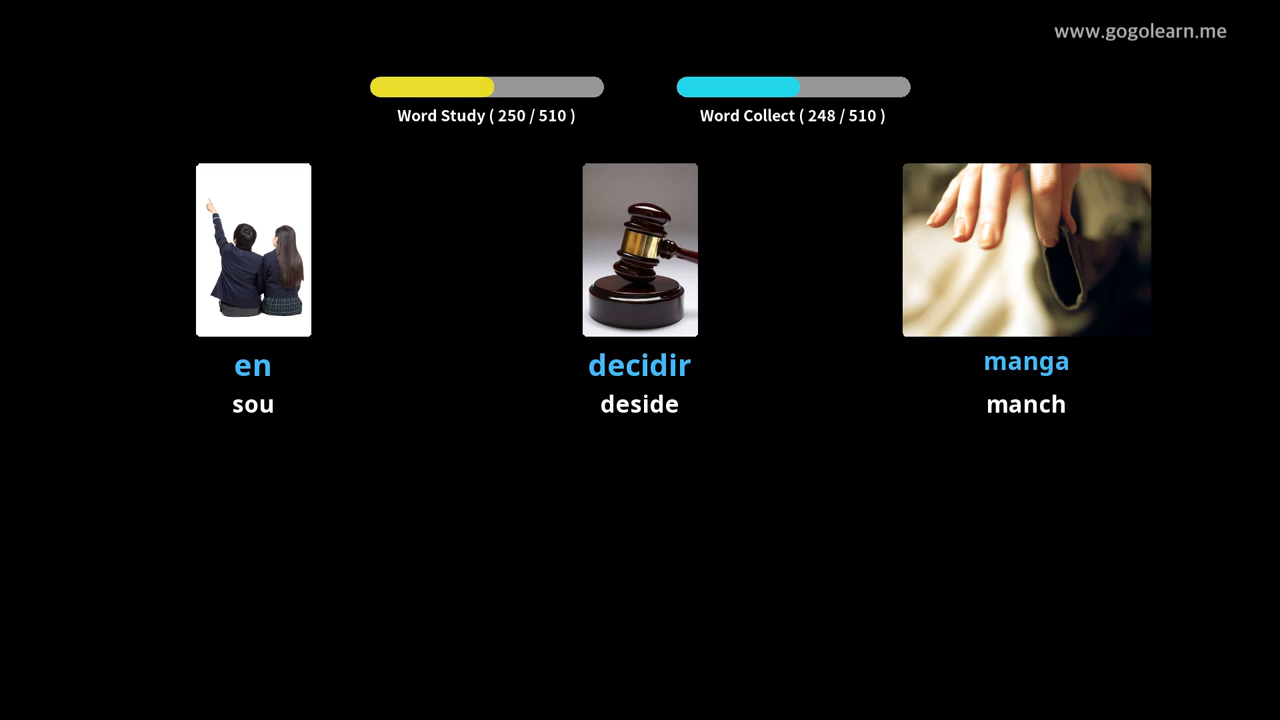 www.gogolearn.me
Word Study ( 250 / 510 )
Word Collect ( 248 / 510 )
en
sou
decidir
deside
manga
manch